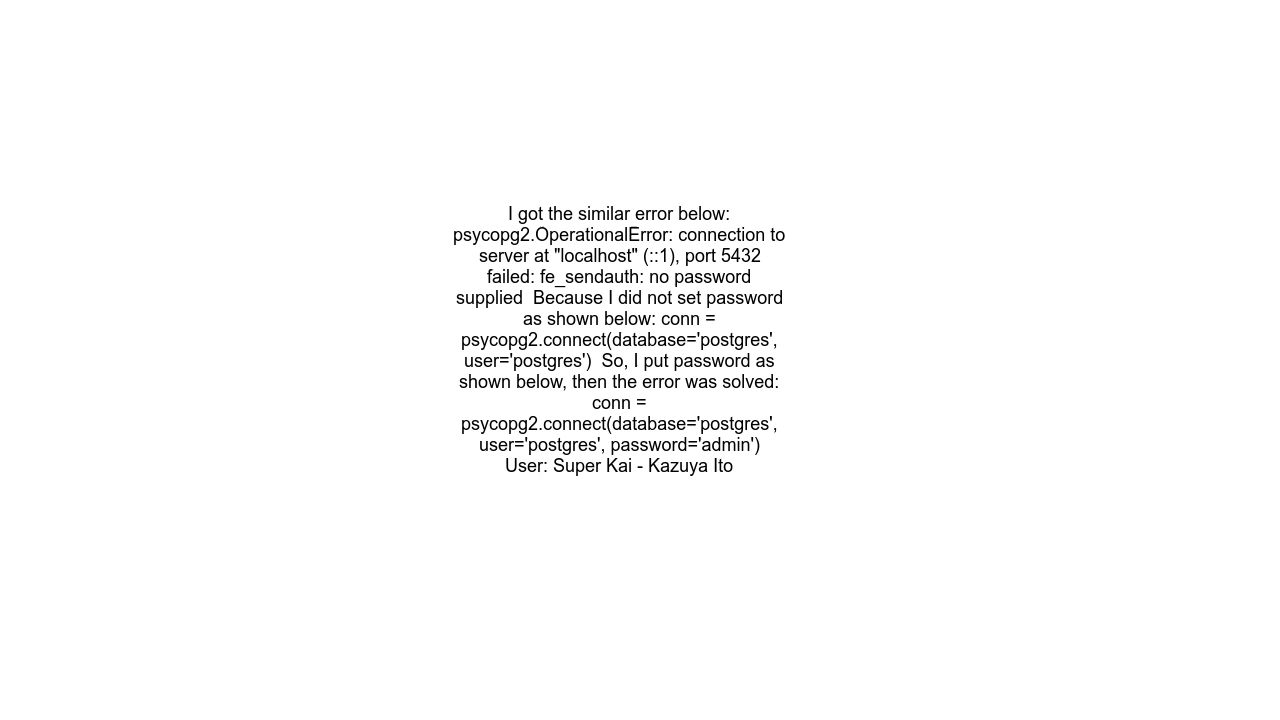 I got the similar error below:
psycopg2.OperationalError: connection to
server at "localhost" (::1), port 5432
failed: fe_sendauth: no password
supplied  Because I did not set password
as shown below: conn =
psycopg2.connect(database='postgres',
user='postgres')  So, I put password as
shown below, then the error was solved:
conn =
psycopg2.connect(database='postgres',
user='postgres', password='admin')
User: Super Kai - Kazuya Ito